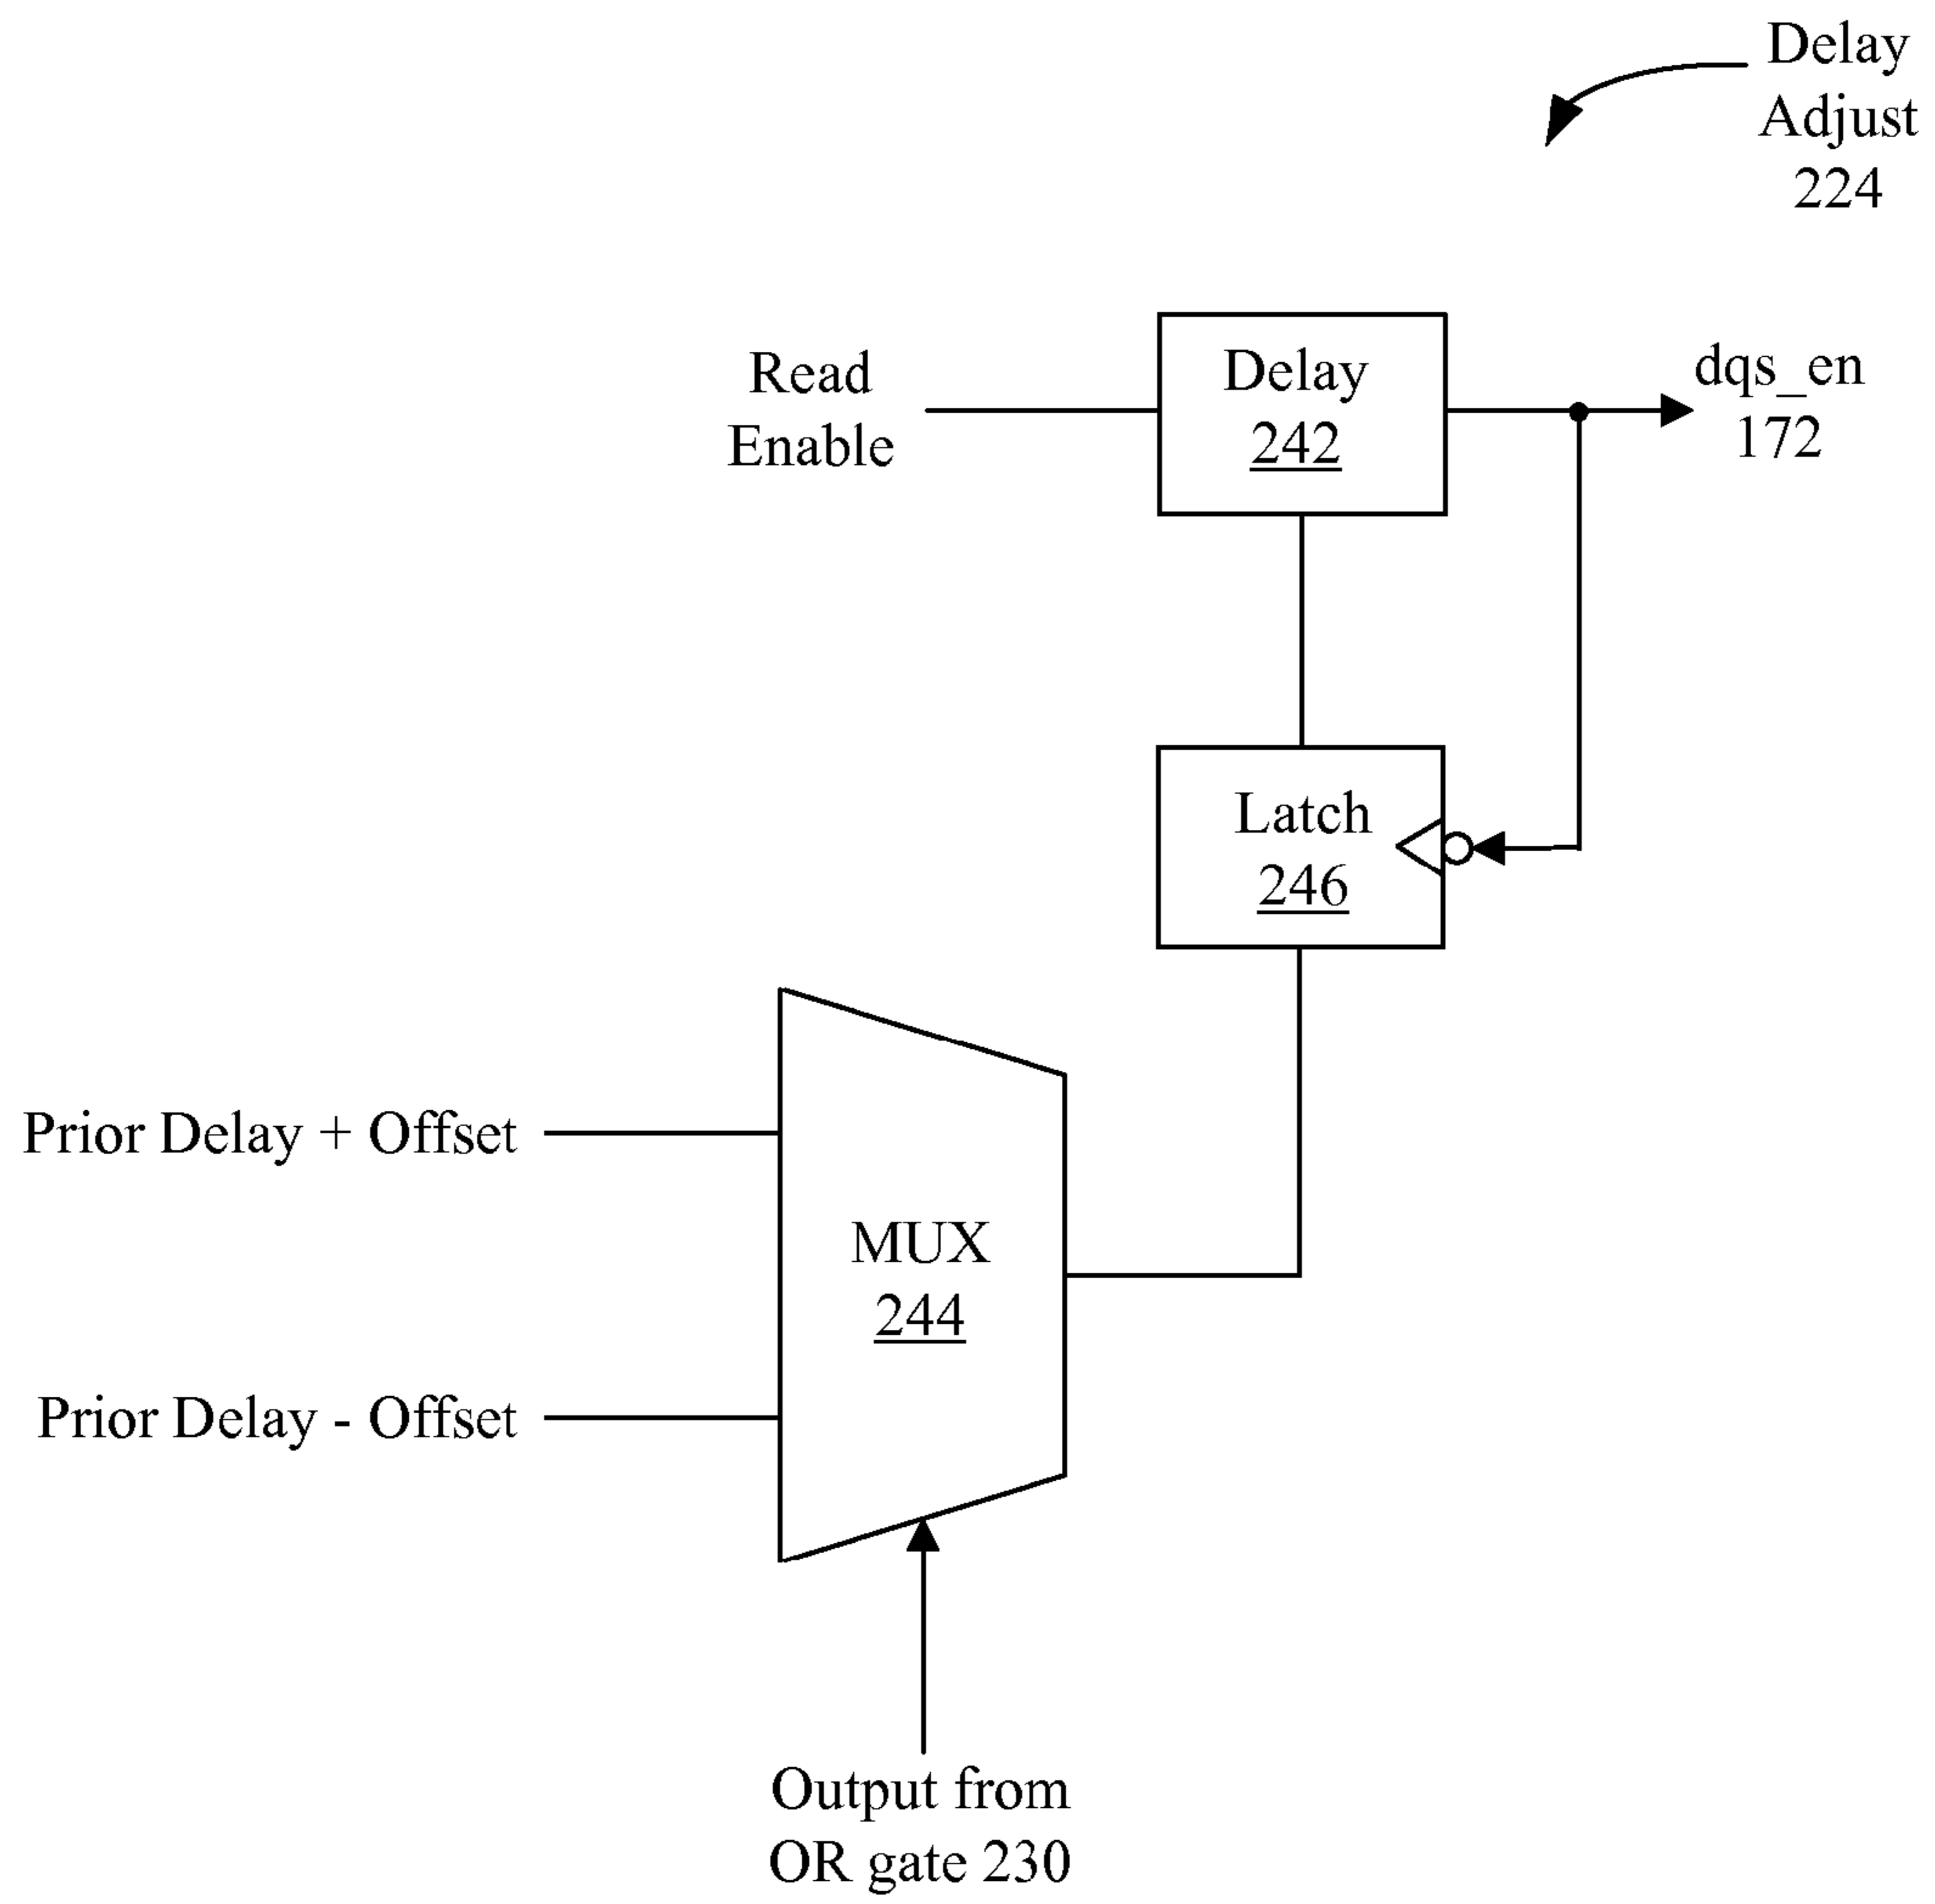 Delay
Adjust
224
Read
Enable
Delay
242
dqs_en
172
Latch
246
Prior Delay + Offset
MUX
244
Prior Delay - Offset
Output from
OR gate 230